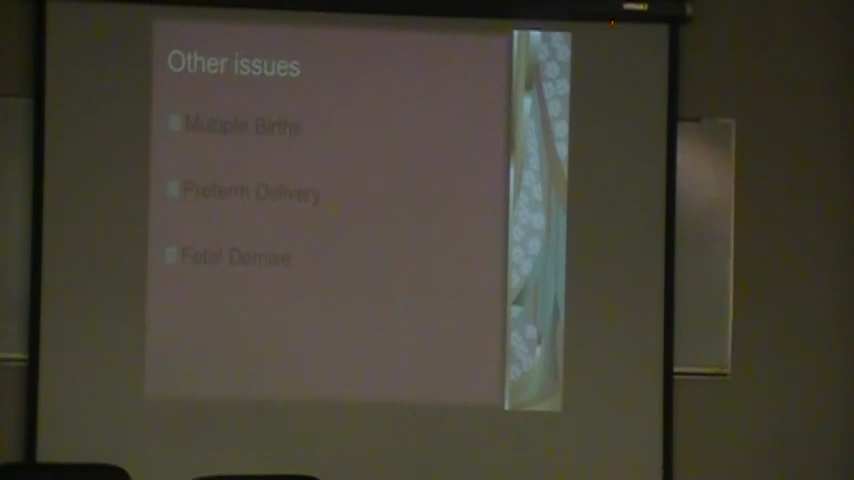 Other issues
Multiple Births
Preterm Delivery
Fetal Demise